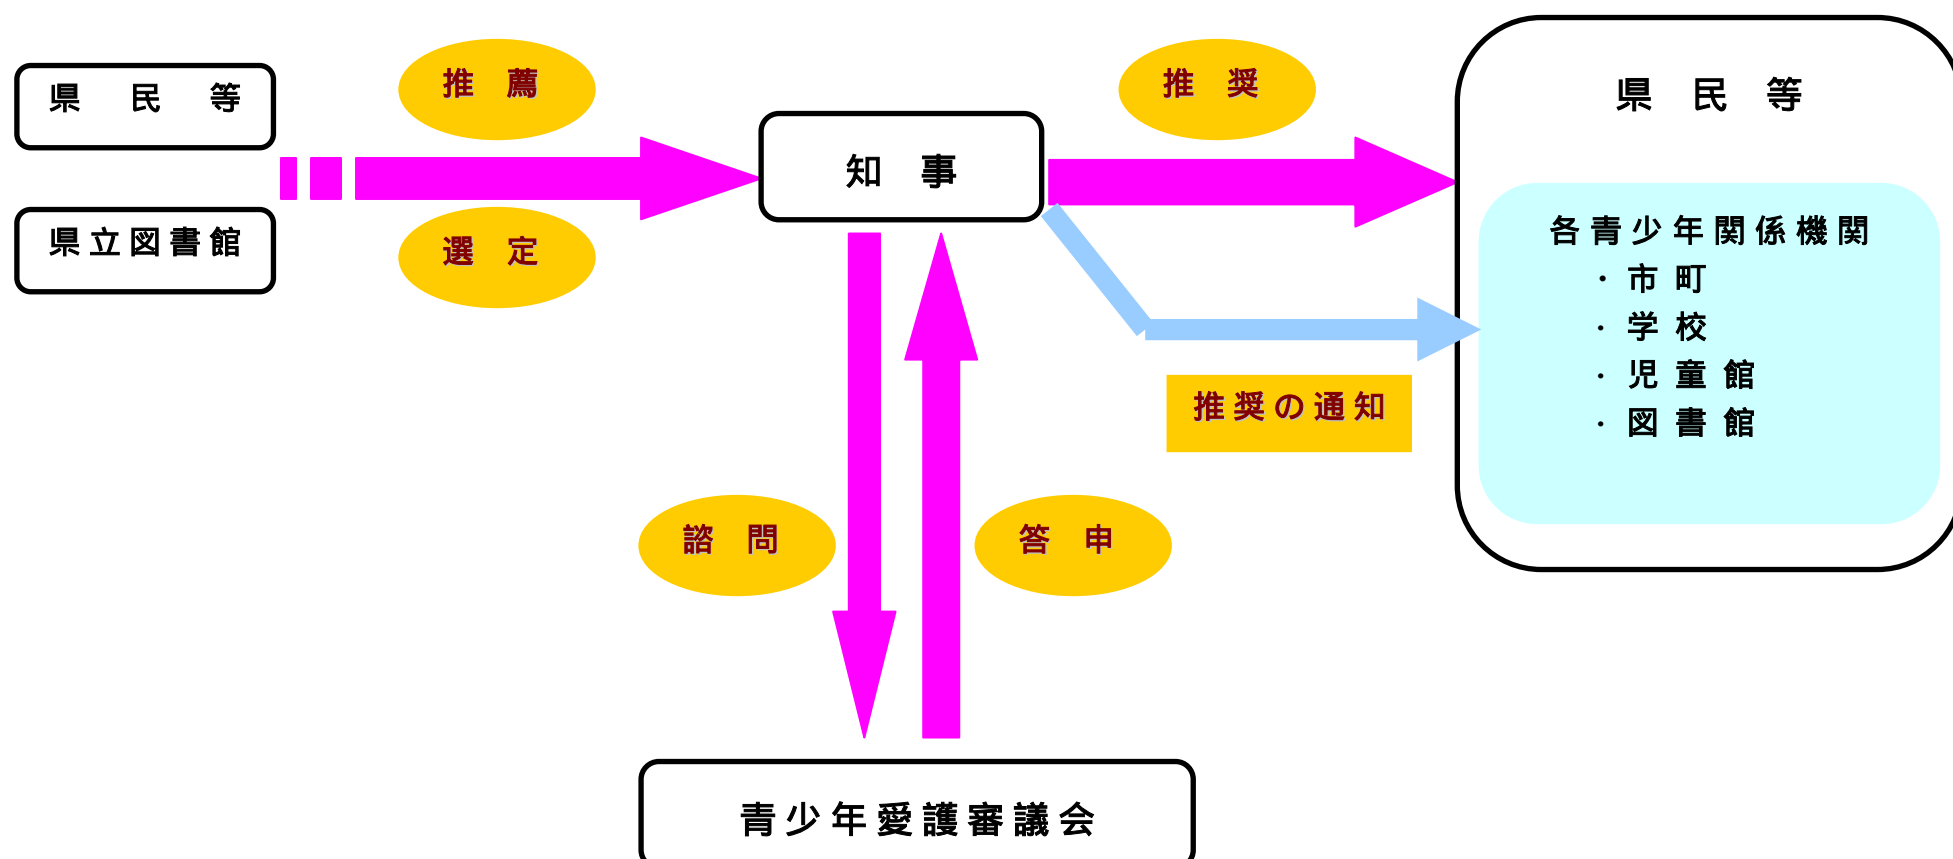 県民等
推薦
県立図書館
選定
知事
推奨
県民等
各青少年関係機関
・市町
・学校
・児童館
・図書館
推奨の通知
諮問
答申
青少年愛護審議会